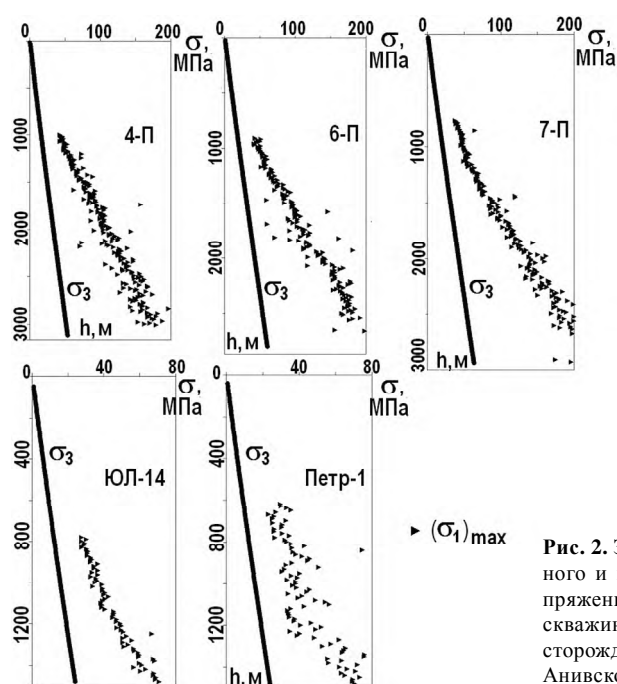 0 100 200
σ,
МПа
4-П
1000
2000
3000
σ3
h, м
0 100 200
σ,
МПа
6-П
1000
2000
σ3
h, м
0 100 200
σ,
МПа
7-П
1000
2000
3000
σ3
h, м
0 40 80
σ,
МПа
σ3
ЮЛ-14
400
800
1200
0 40 80
σ,
МПа
σ3
Петр-1
400
800
1200
h, м
(σ1)max
Рис. 2. З
ного и
пряжени
скважин
сторожд
Анивско